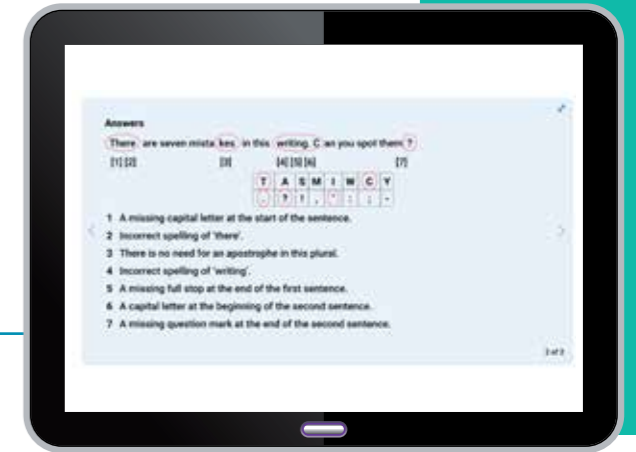 Answers
There are seven mista kes in this writing. C an you spot them ?
[1] [2] [3] [4] [5] [6] [7]
T A S M I W C Y
. ? ! , ' : ; -
1 A missing capital letter at the start of the sentence.
2 Incorrect spelling of 'there'.
3 There is no need for an apostrophe in this plural.
4 Incorrect spelling of 'writing'.
5 A missing full stop at the end of the first sentence.
6 A capital letter at the beginning of the second sentence.
7 A missing question mark at the end of the second sentence.
2 of 2